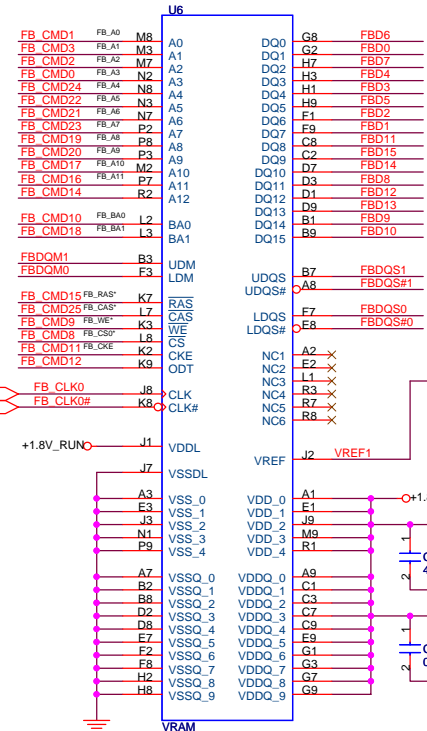 U6
FB_CMD1 FB_A0 M8 A0 DQ0 G8 FBD6
FB_CMD3 FB_A1 M3 A1 DQ1 G2 FBD0
FB_CMD2 FB_A2 M7 A2 DQ2 H7 FBD7
FB_CMD0 FB_A3 N2 A3 DQ3 H3 FBD4
FB_CMD24 FB_A4 N8 A4 DQ4 H1 FBD3
FB_CMD22 FB_A5 N3 A5 DQ5 H9 FBD5
FB_CMD21 FB_A6 N7 A6 DQ6 F1 FBD2
FB_CMD23 FB_A7 P2 A7 DQ7 F9 FBD1
FB_CMD19 FB_A8 P8 A8 DQ8 C8 FBD11
FB_CMD20 FB_A9 P3 A9 DQ9 C2 FBD15
FB_CMD17 FB_A10 M2 A10 DQ10 D7 FBD14
FB_CMD16 FB_A11 P7 A11 DQ11 D3 FBD8
FB_CMD14 R2 A12 DQ12 D1 FBD12
DQ13 D9 FBD13
FB_CMD10 FB_BA0 L2 BA0 DQ14 B1 FBD9
FB_CMD18 FB_BA1 L3 BA1 DQ15 B9 FBD10
FBDQM1 B3 UDM UDQS B7 FBDQS1
FBDQM0 F3 LDM UDQS# A8 FBDQS#1
FB_CMD15 FB_RAS* K7 RAS LDQS F7 FBDQS0
FB_CMD25 FB_CAS* L7 CAS LDQS# E8 FBDQS#0
FB_CMD9 FB_WE* K3 WE
FB_CMD8 FB_CS0* L8 CS NC1 A2
FB_CMD11 FB_CKE K2 CKE NC2 E2
FB_CMD12 K9 ODT NC3 L1
FB_CLK0 J8 CLK NC4 R3
FB_CLK0# K8 CLK# NC5 R7
NC6 R8
+1.8V_RUN J1 VDDL
J7 VSSDL VREF J2 VREF1
A3 VSS_0 VDD_0 A1 +1.
E3 VSS_1 VDD_1 E1
J3 VSS_2 VDD_2 J9
N1 VSS_3 VDD_3 M9
P9 VSS_4 VDD_4 R1
1
2
A7 VSSQ_0 VDDQ_0 A9
B2 VSSQ_1 VDDQ_1 C1
B8 VSSQ_2 VDDQ_2 C3
D2 VSSQ_3 VDDQ_3 C7
D8 VSSQ_4 VDDQ_4 C9
E7 VSSQ_5 VDDQ_5 E9
F2 VSSQ_6 VDDQ_6 G1
F8 VSSQ_7 VDDQ_7 G3
H2 VSSQ_8 VDDQ_8 G7
H8 VSSQ_9 VDDQ_9 G9
1
2
VRAM